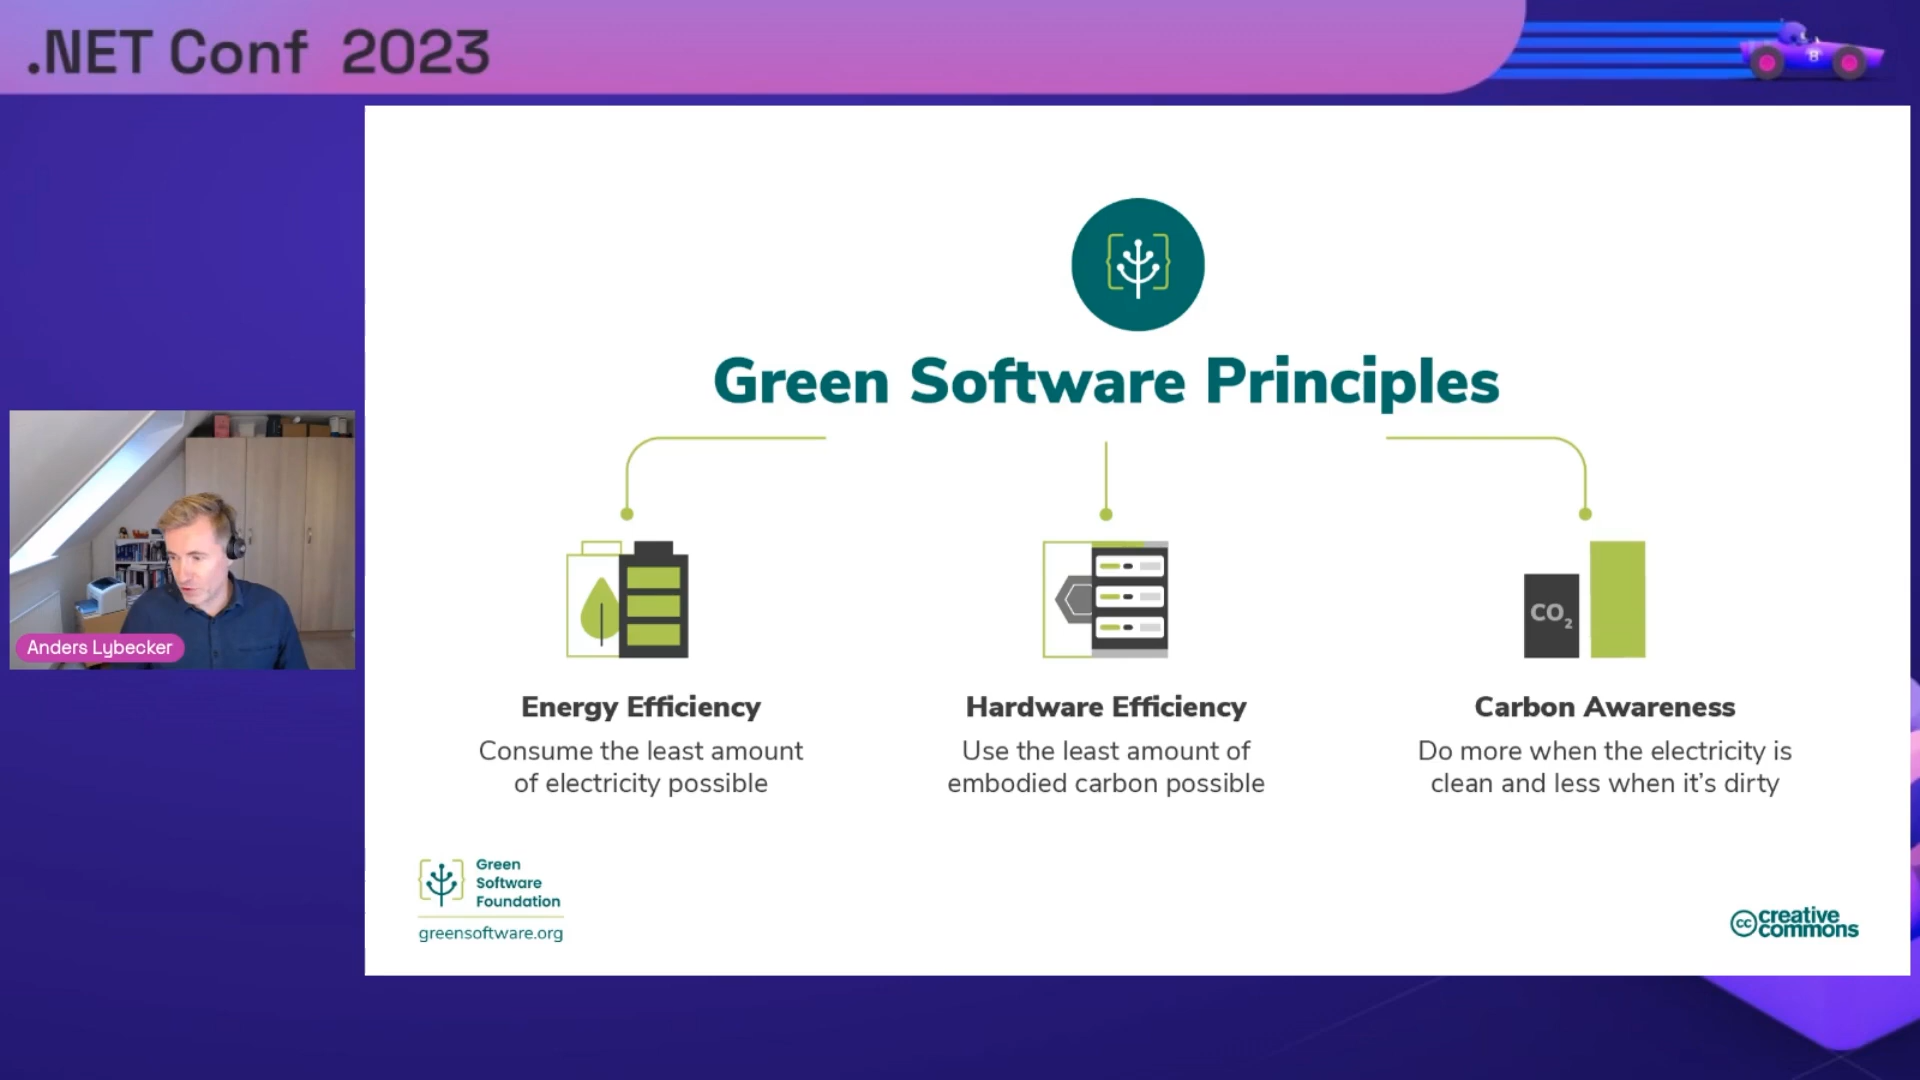 .NET Conf 2023
8
Green Software Principles
CO2
Energy Efficiency
Consume the least amount
of electricity possible
Hardware Efficiency
Use the least amount of
embodied carbon possible
Carbon Awareness
Do more when the electricity is
clean and less when it's dirty
Anders Lybecker
Green
Software
Foundation
greensoftware.org
cc creative
commons